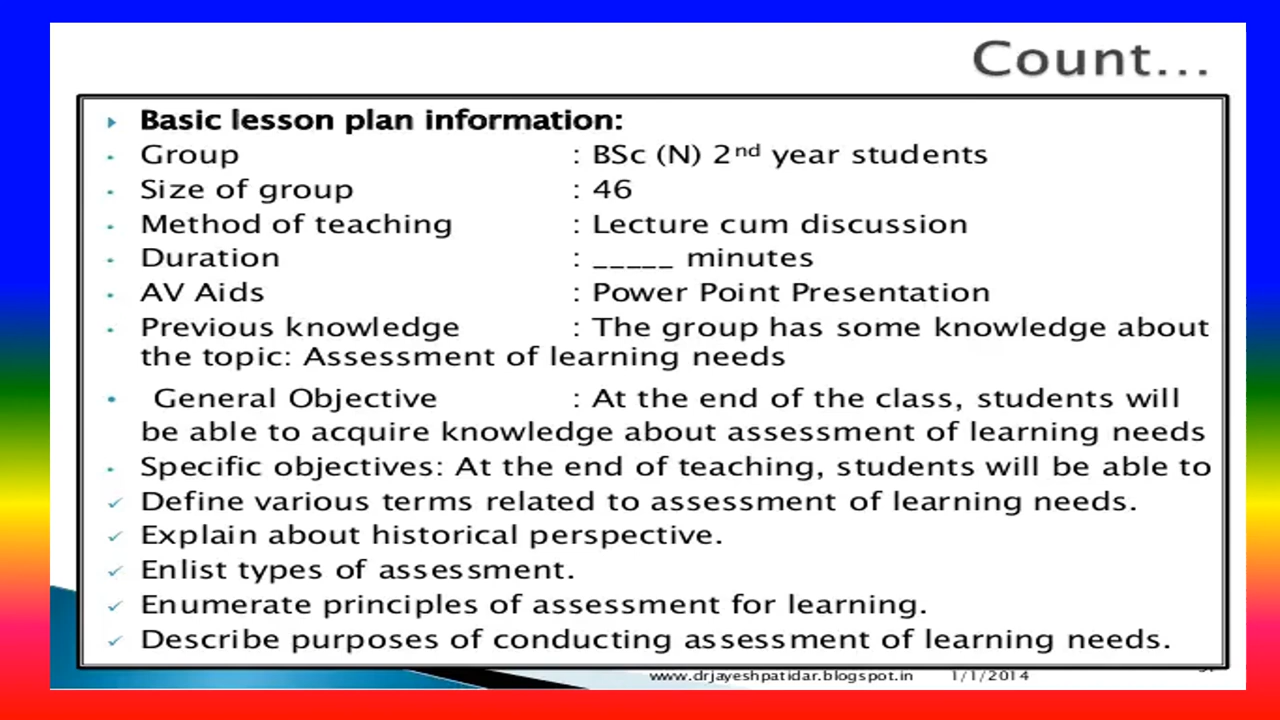 Count...
Basic lesson plan information:
Group : BSc (N) 2nd year students
Size of group : 46
Method of teaching : Lecture cum discussion
Duration : _____ minutes
AV Aids : Power Point Presentation
Previous knowledge : The group has some knowledge about
the topic: Assessment of learning needs
General Objective : At the end of the class, students will
be able to acquire knowledge about assessment of learning needs
Specific objectives: At the end of teaching, students will be able to
Define various terms related to assessment of learning needs.
Explain about historical perspective.
Enlist types of assessment.
Enumerate principles of assessment for learning.
Describe purposes of conducting assessment of learning needs.
www.drjayeshpatidar.blogspot.in 1/1/2014